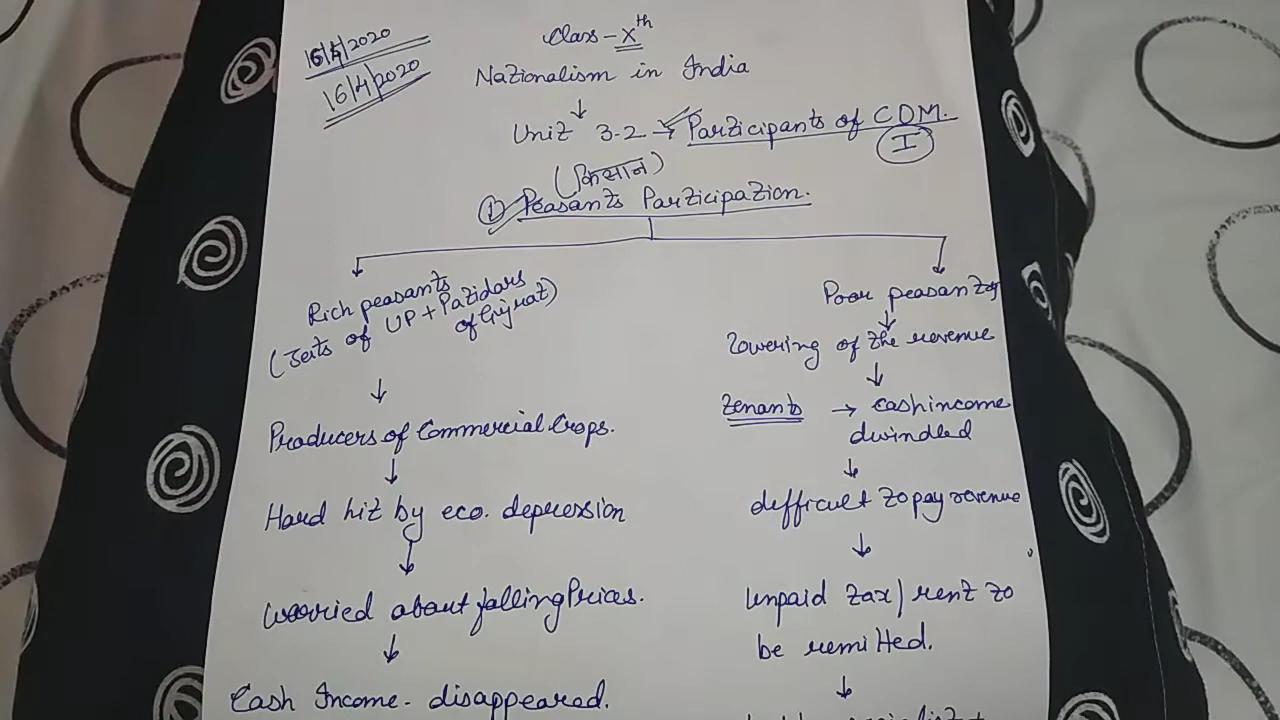 16/4/2020
16/4/2020
Class - Xth
Nationalism in India
↓
Unit 3.2 → Participants of CDM.
I
(किसान)
① Peasants Participation.
Rich peasants
(Jats of UP + Patidars
of Gujrat)
↓
Producers of Commercial Crops.
↓
Hard hit by eco. depression
↓
Worried about falling Prices.
↓
Cash Income. disappeared.
Poor peasantry
↓
Lowering of the revenue
↓
Tenants → cash income
dwindled
↓
defficult to pay revenue
↓
Unpaid tax/rent to
be remitted.
↓